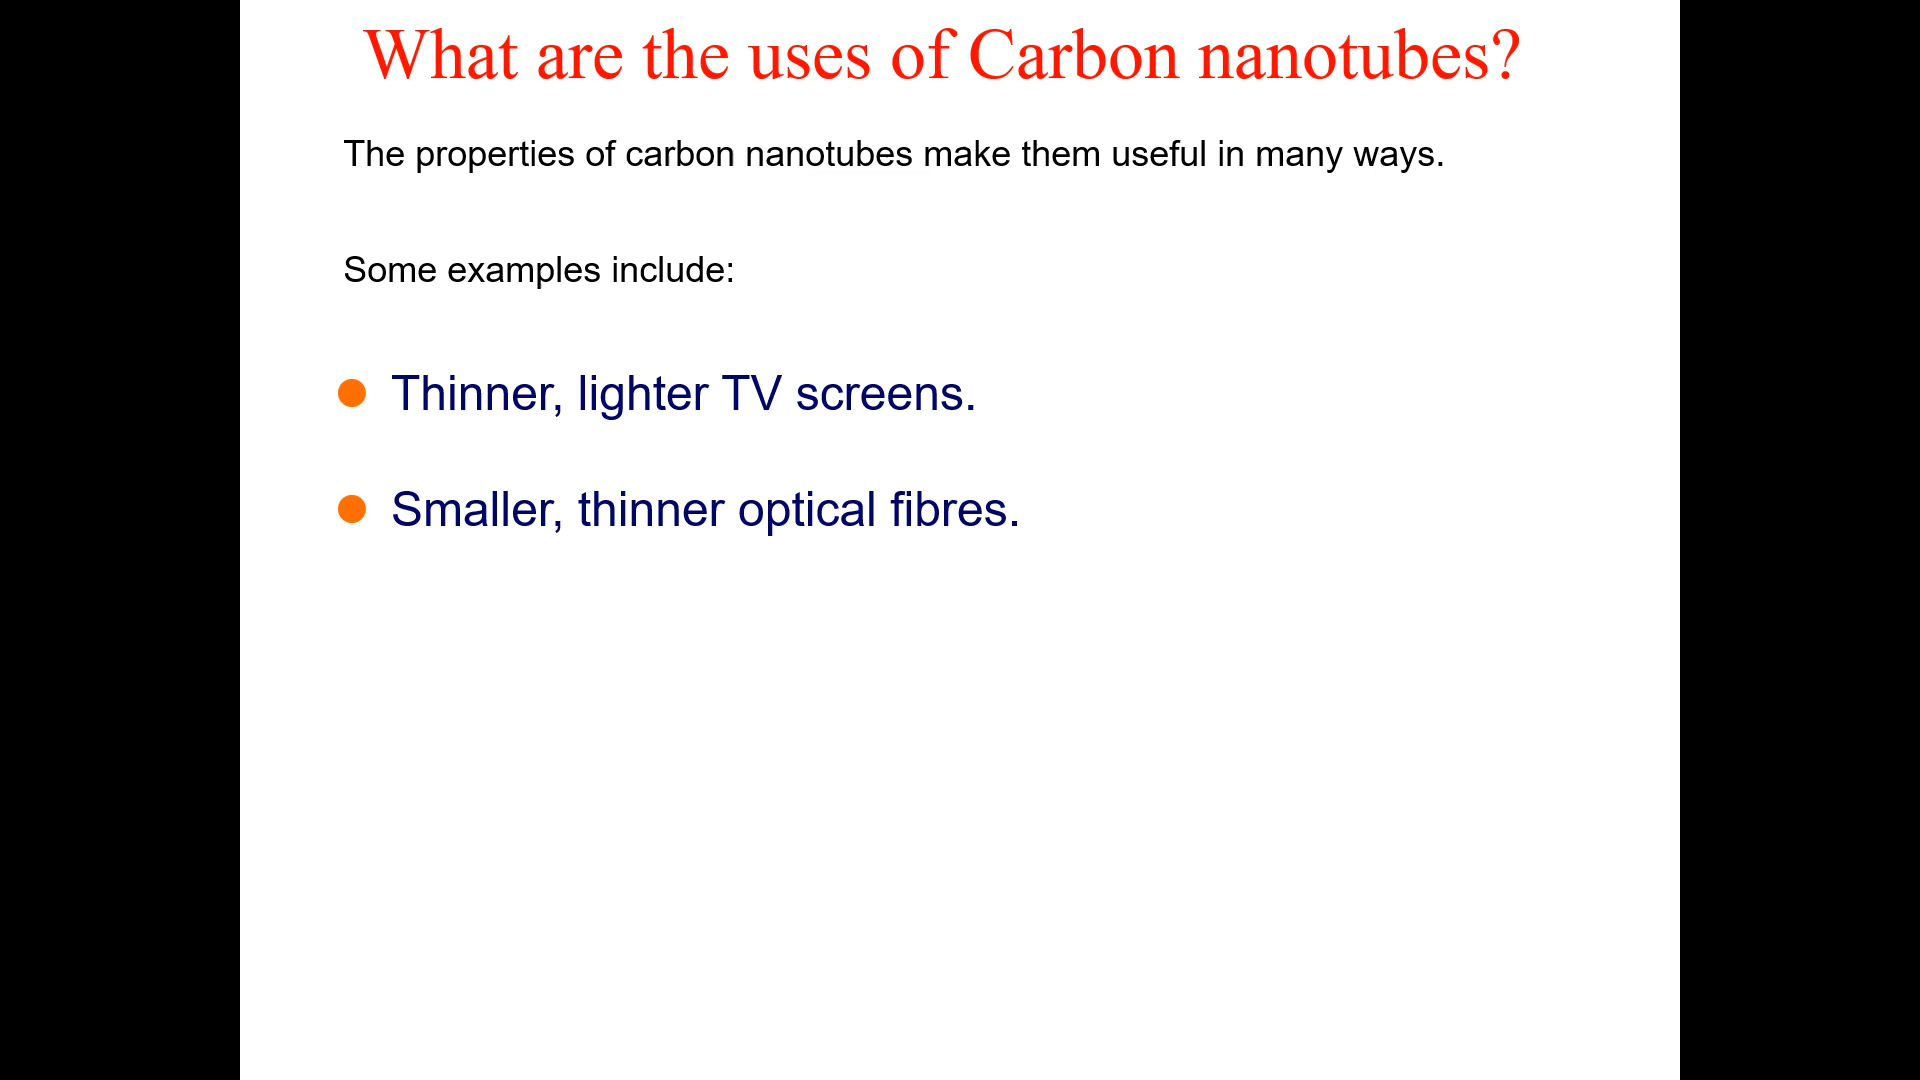 What are the uses of Carbon nanotubes?
The properties of carbon nanotubes make them useful in many ways.
Some examples include:
Thinner, lighter TV screens.
Smaller, thinner optical fibres.